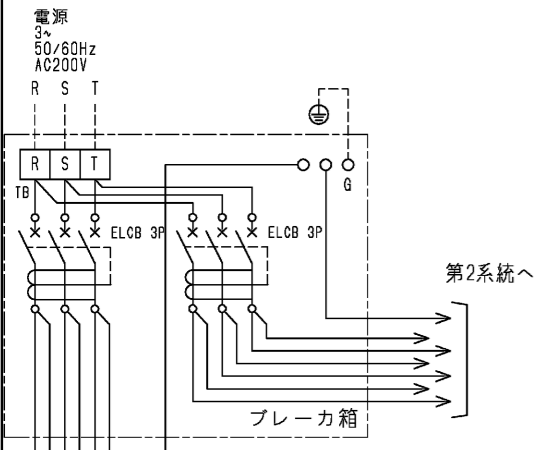 電源
3~
50/60Hz
AC200V
R S T
R S T
TB
G
ELCB 3P
ELCB 3P
第2系統へ
ブレーカ箱